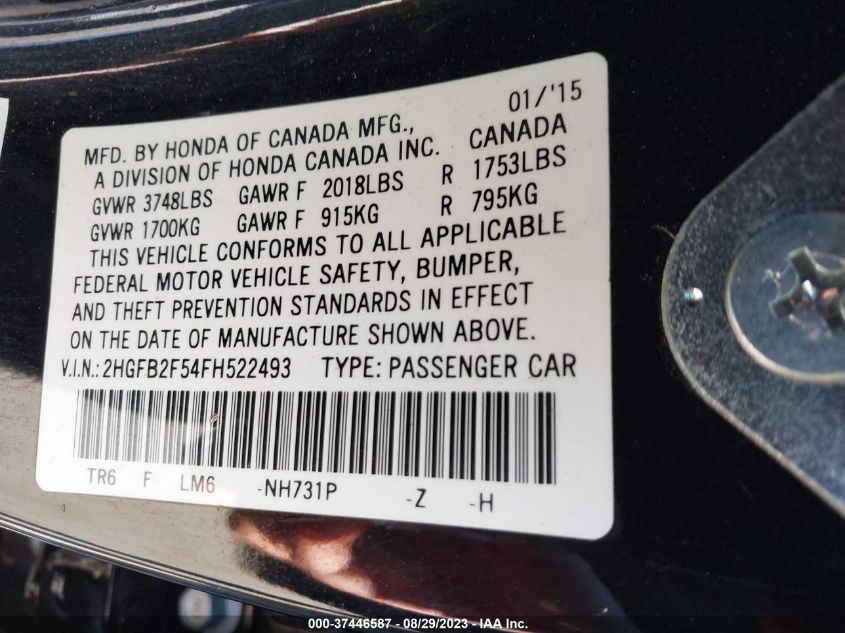 01/'15
MFD. BY HONDA OF CANADA MFG.,
A DIVISION OF HONDA CANADA INC. CANADA
GVWR 3748LBS GAWR F 2018LBS R 1753LBS
GVWR 1700KG GAWR F 915KG R 795KG
THIS VEHICLE CONFORMS TO ALL APPLICABLE
FEDERAL MOTOR VEHICLE SAFETY, BUMPER,
AND THEFT PREVENTION STANDARDS IN EFFECT
ON THE DATE OF MANUFACTURE SHOWN ABOVE.
V.I.N.: 2HGFB2F54FH522493 TYPE: PASSENGER CAR
TR6 F LM6 -NH731P -Z -H
000-37446587 - 08/29/2023 - IAA Inc.